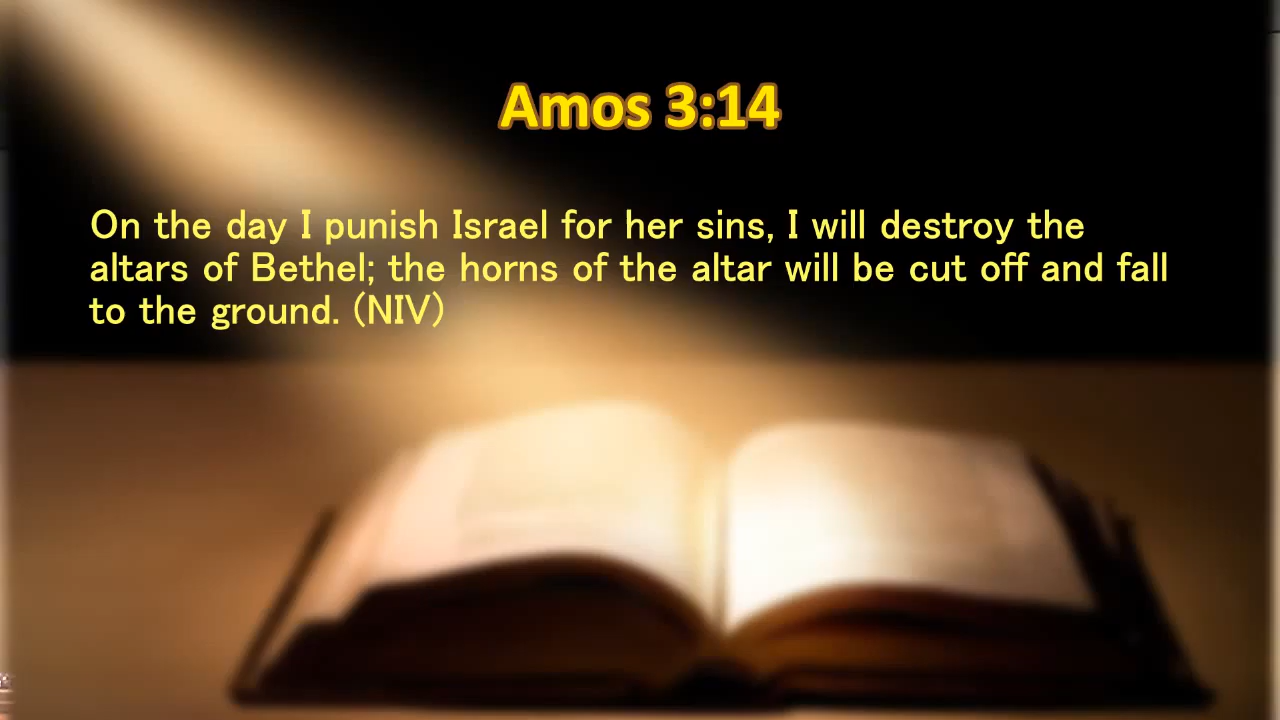 Amos 3:14
On the day I punish Israel for her sins, I will destroy the
altars of Bethel; the horns of the altar will be cut off and fall
to the ground. (NIV)